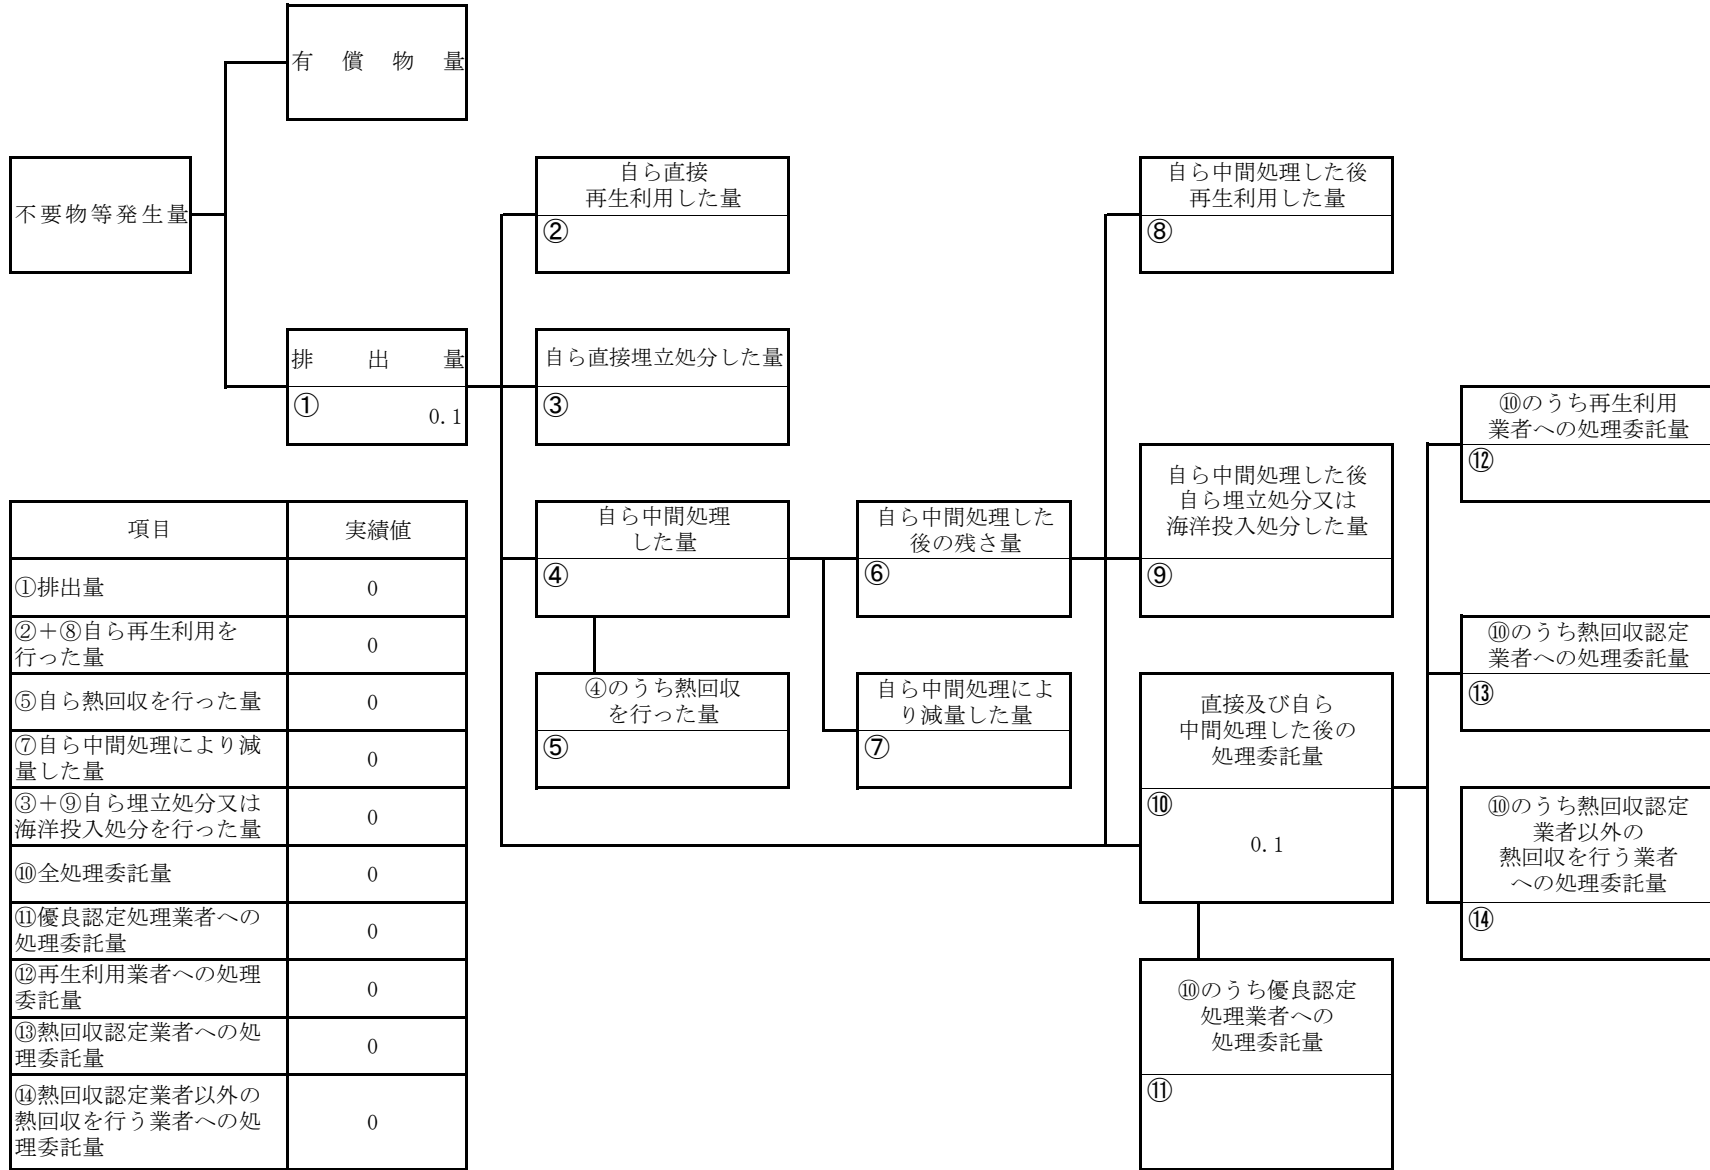 有償物量
不要物等発生量
自ら直接
再生利用した量
②
自ら中間処理した後
再生利用した量
⑧
排出量
①
0.1
自ら直接埋立処分した量
③
⑩のうち再生利用
業者への処理委託量
⑫
自ら中間処理
した量
④
自ら中間処理した
後の残さ量
⑥
自ら中間処理した後
自ら埋立処分又は
海洋投入処分した量
⑨
⑩のうち熱回収認定
業者への処理委託量
⑬
④のうち熱回収
を行った量
⑤
自ら中間処理によ
り減量した量
⑦
直接及び自ら
中間処理した後の
処理委託量
⑩
0.1
⑩のうち熱回収認定
業者以外の
熱回収を行う業者
への処理委託量
⑭
⑩のうち優良認定
処理業者への
処理委託量
⑪
項目 実績値
①排出量 0
②＋⑧自ら再生利用を
行った量 0
⑤自ら熱回収を行った量 0
⑦自ら中間処理により減
量した量 0
③＋⑨自ら埋立処分又は
海洋投入処分を行った量 0
⑩全処理委託量 0
⑪優良認定処理業者への
処理委託量 0
⑫再生利用業者への処理
委託量 0
⑬熱回収認定業者への処
理委託量 0
⑭熱回収認定業者以外の
熱回収を行う業者への処 0
理委託量